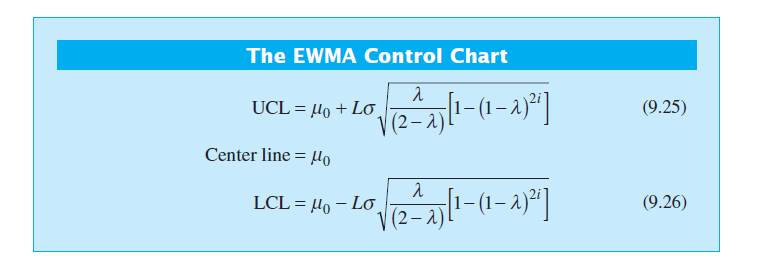 The EWMA Control Chart
UCL = μ₀ + Lσ√(λ/(2 − λ)[1 − (1 − λ)²ⁱ]) (9.25)
Center line = μ₀
LCL = μ₀ − Lσ√(λ/(2 − λ)[1 − (1 − λ)²ⁱ]) (9.26)